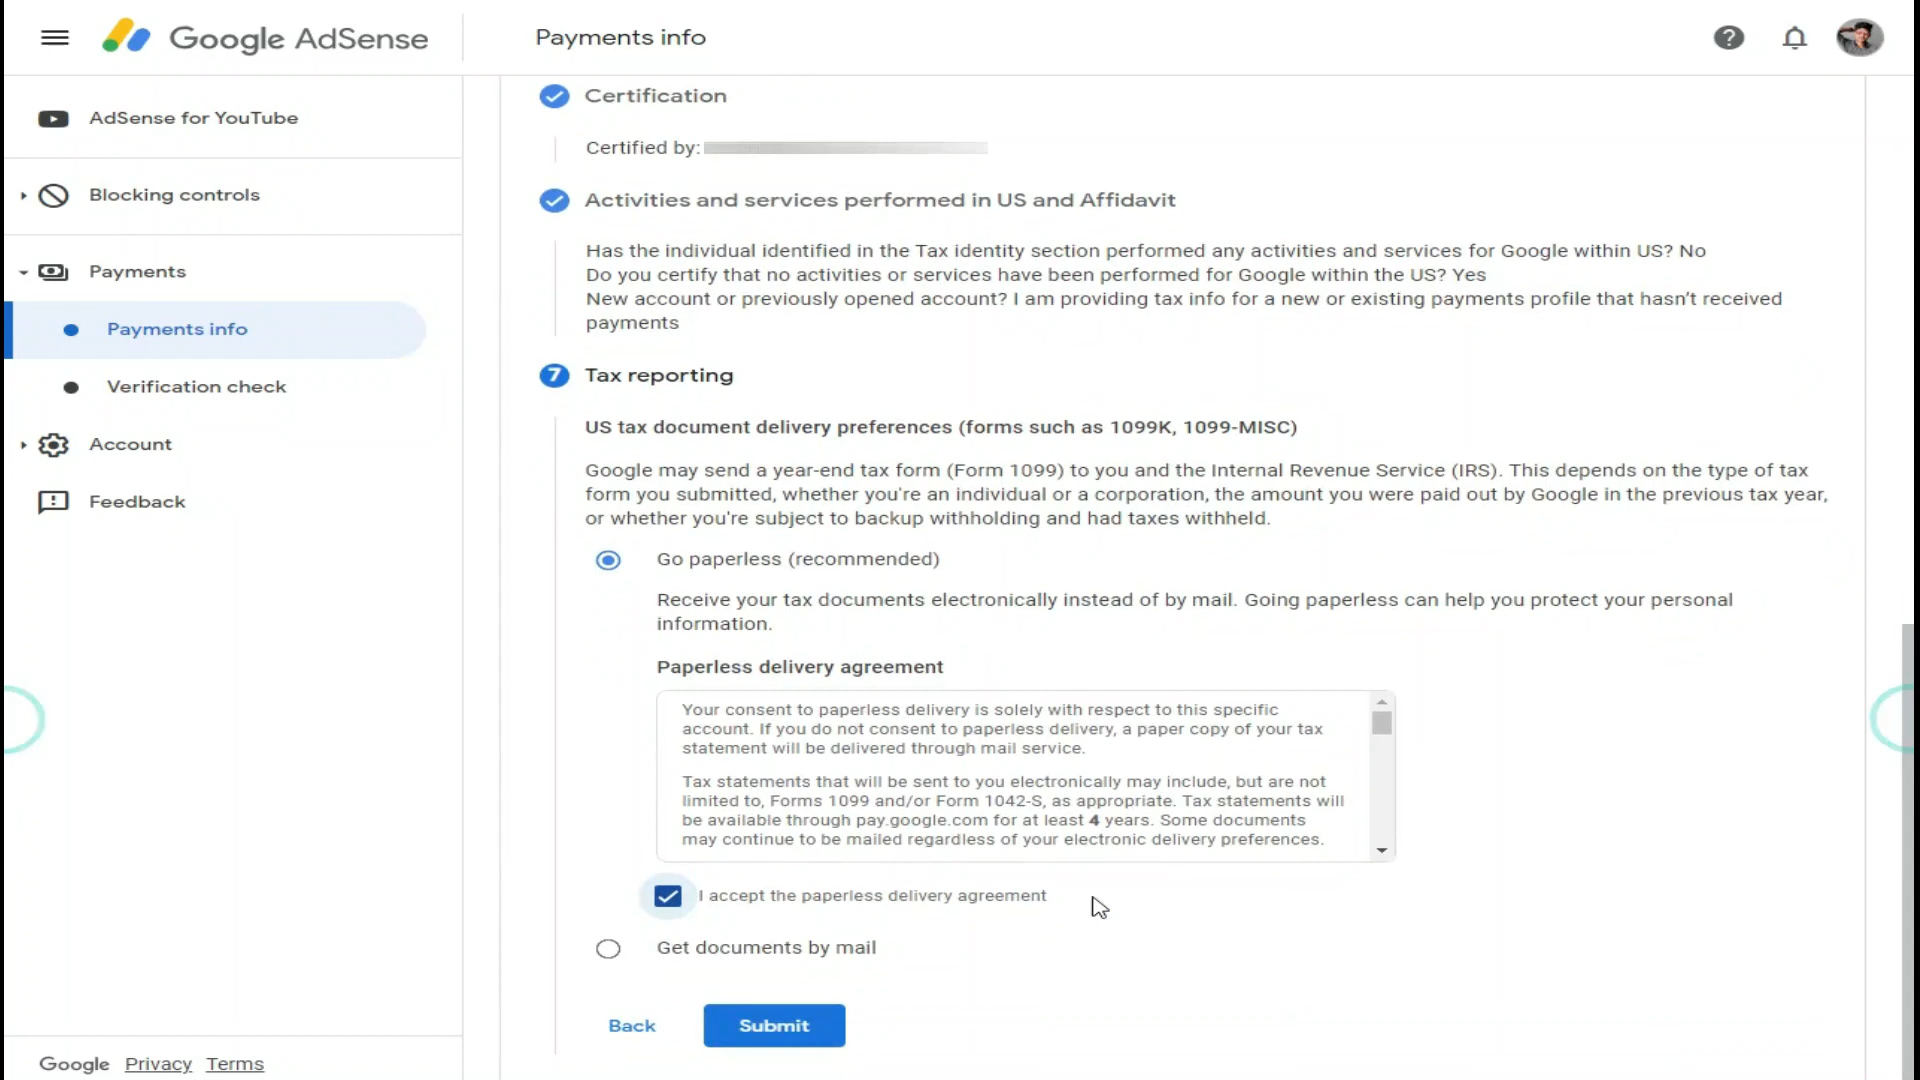 Google AdSense
Payments info
AdSense for YouTube
Blocking controls
Payments
Payments info
Verification check
Account
Feedback
Google Privacy Terms
Certification
Certified by:
Activities and services performed in US and Affidavit
Has the individual identified in the Tax identity section performed any activities and services for Google within US? No
Do you certify that no activities or services have been performed for Google within the US? Yes
New account or previously opened account? I am providing tax info for a new or existing payments profile that hasn't received
payments
7 Tax reporting
US tax document delivery preferences (forms such as 1099K, 1099-MISC)
Google may send a year-end tax form (Form 1099) to you and the Internal Revenue Service (IRS). This depends on the type of tax
form you submitted, whether you're an individual or a corporation, the amount you were paid out by Google in the previous tax year,
or whether you're subject to backup withholding and had taxes withheld.
Go paperless (recommended)
Receive your tax documents electronically instead of by mail. Going paperless can help you protect your personal
information.
Paperless delivery agreement
Your consent to paperless delivery is solely with respect to this specific
account. If you do not consent to paperless delivery, a paper copy of your tax
statement will be delivered through mail service.
Tax statements that will be sent to you electronically may include, but are not
limited to, Forms 1099 and/or Form 1042-S, as appropriate. Tax statements will
be available through pay.google.com for at least 4 years. Some documents
may continue to be mailed regardless of your electronic delivery preferences.
I accept the paperless delivery agreement
Get documents by mail
Back
Submit